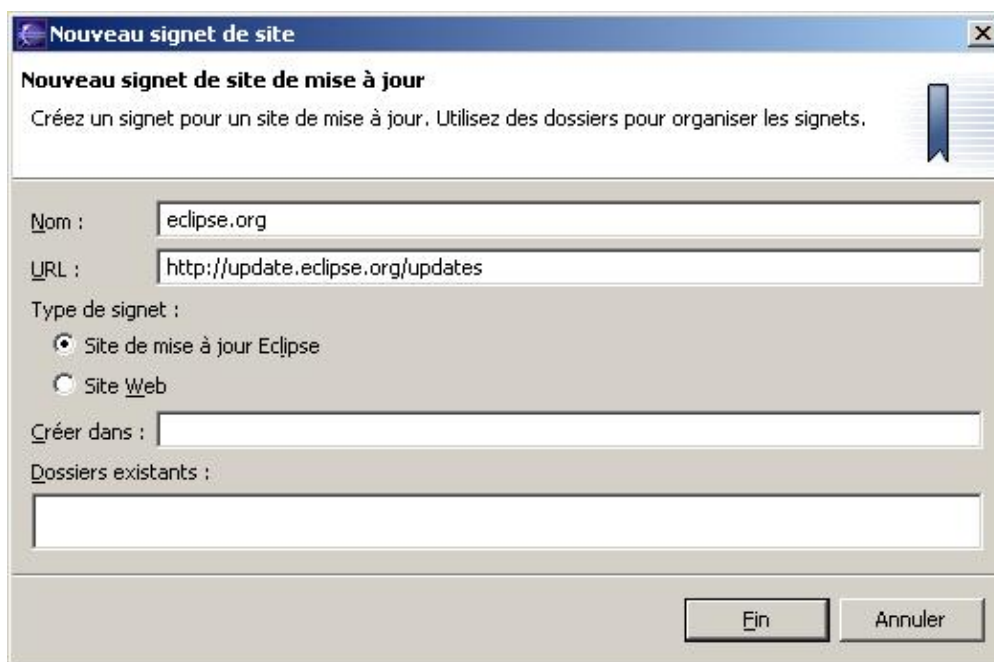 Nouveau signet de site
Nouveau signet de site de mise à jour
Créez un signet pour un site de mise à jour. Utilisez des dossiers pour organiser les signets.
Nom : eclipse.org
URL : http://update.eclipse.org/updates
Type de signet :
Site de mise à jour Eclipse
Site Web
Créer dans :
Dossiers existants :
Fin Annuler